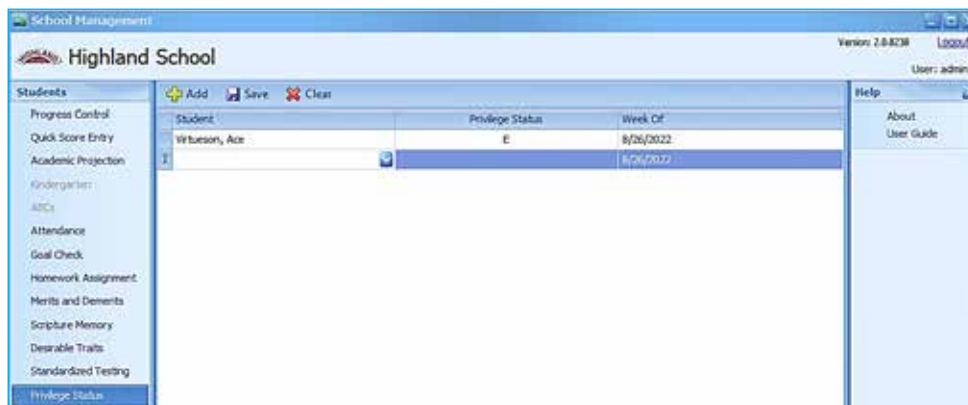 School Management
Highland School
Version: 2.0.8238 Logout
User: admin
Students
Progress Control
Quick Score Entry
Academic Projection
Kindergarten
ABCs
Attendance
Goal Check
Homework Assignment
Merits and Demerits
Scripture Memory
Desirable Traits
Standardized Testing
Privilege Status
Add Save Clear
Student Privilege Status Week Of
Virtueson, Ace E 8/26/2022
8/26/2022
Help
About
User Guide